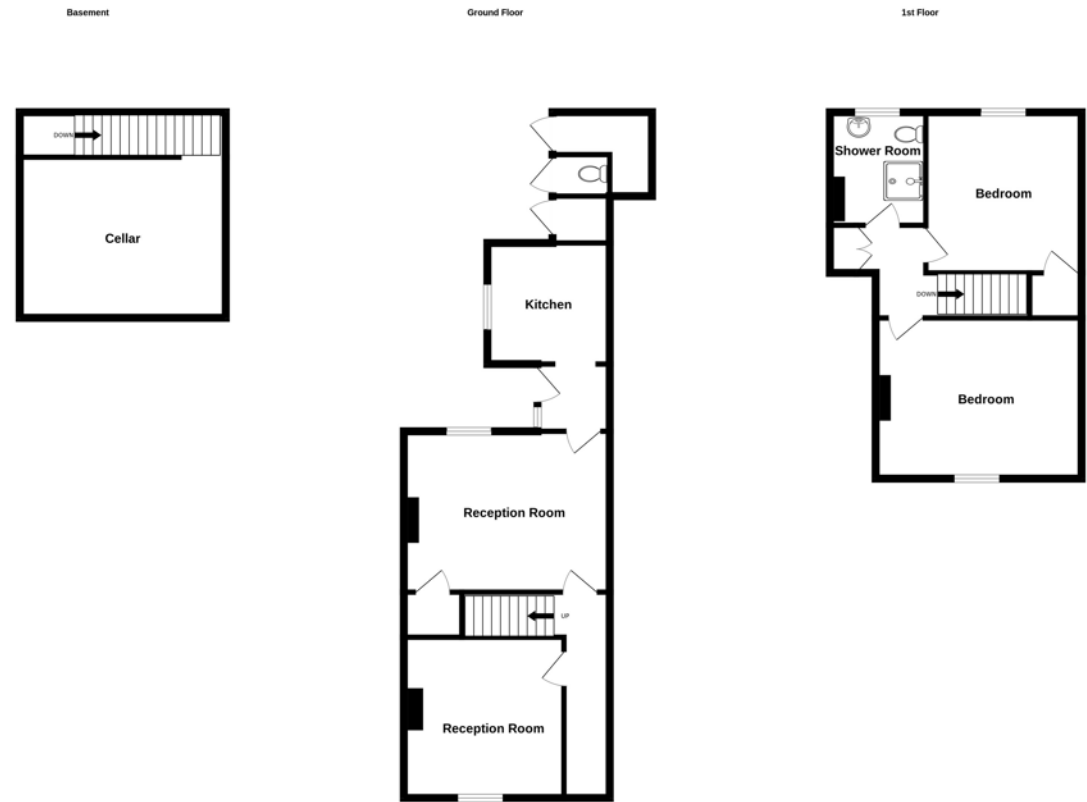 Basement
DOWN
Cellar
Ground Floor
Kitchen
Reception Room
UP
Reception Room
1st Floor
Shower Room
Bedroom
DOWN
Bedroom